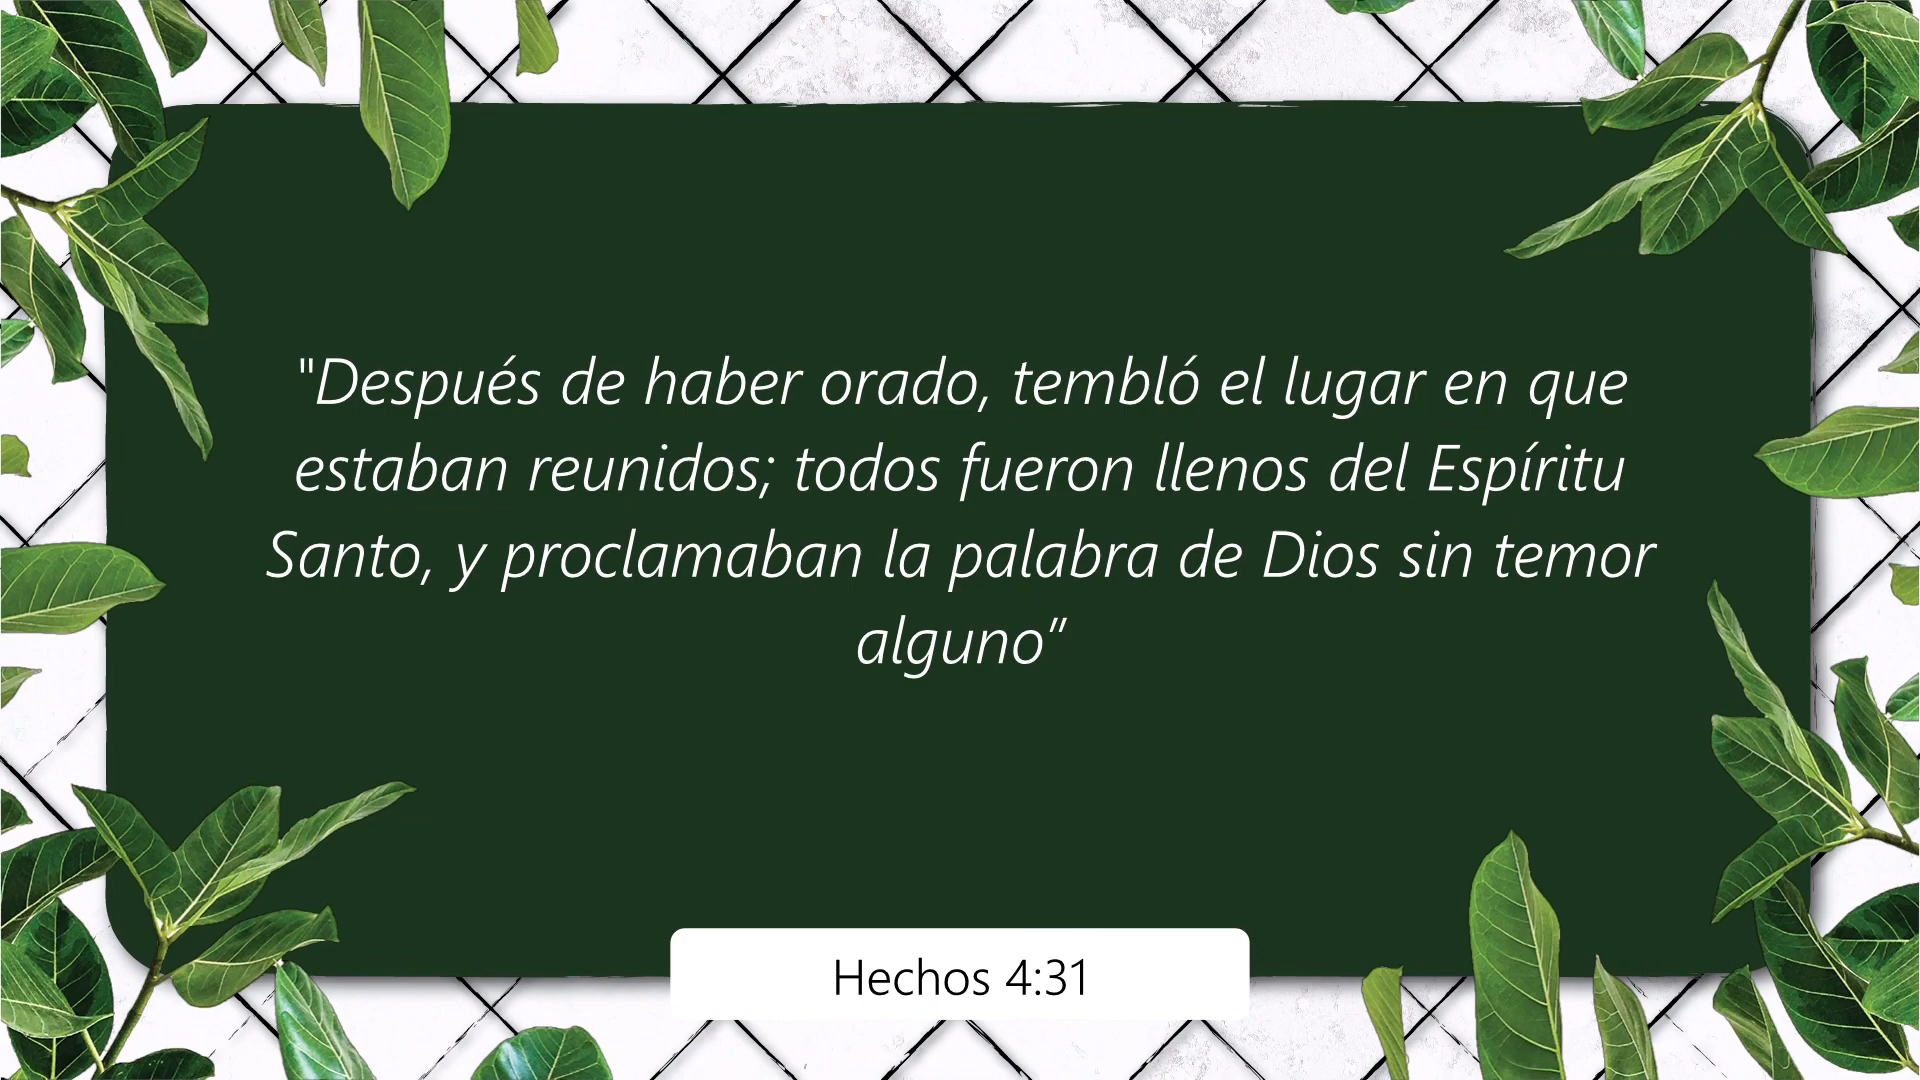 "Después de haber orado, tembló el lugar en que
estaban reunidos; todos fueron llenos del Espíritu
Santo, y proclamaban la palabra de Dios sin temor
alguno”
Hechos 4:31